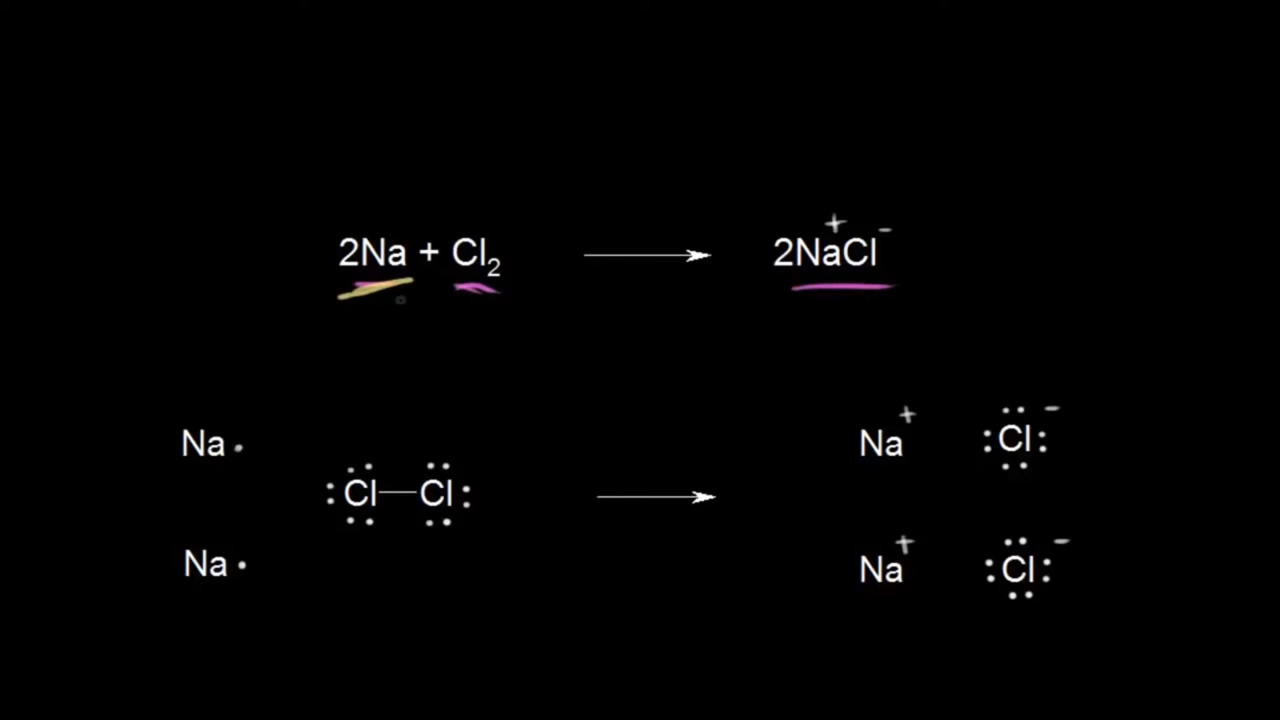 2Na + Cl₂ → 2Na⁺Cl⁻
Na· Na⁺ :Cl:⁻
:Cl—Cl: →
Na· Na⁺ :Cl:⁻